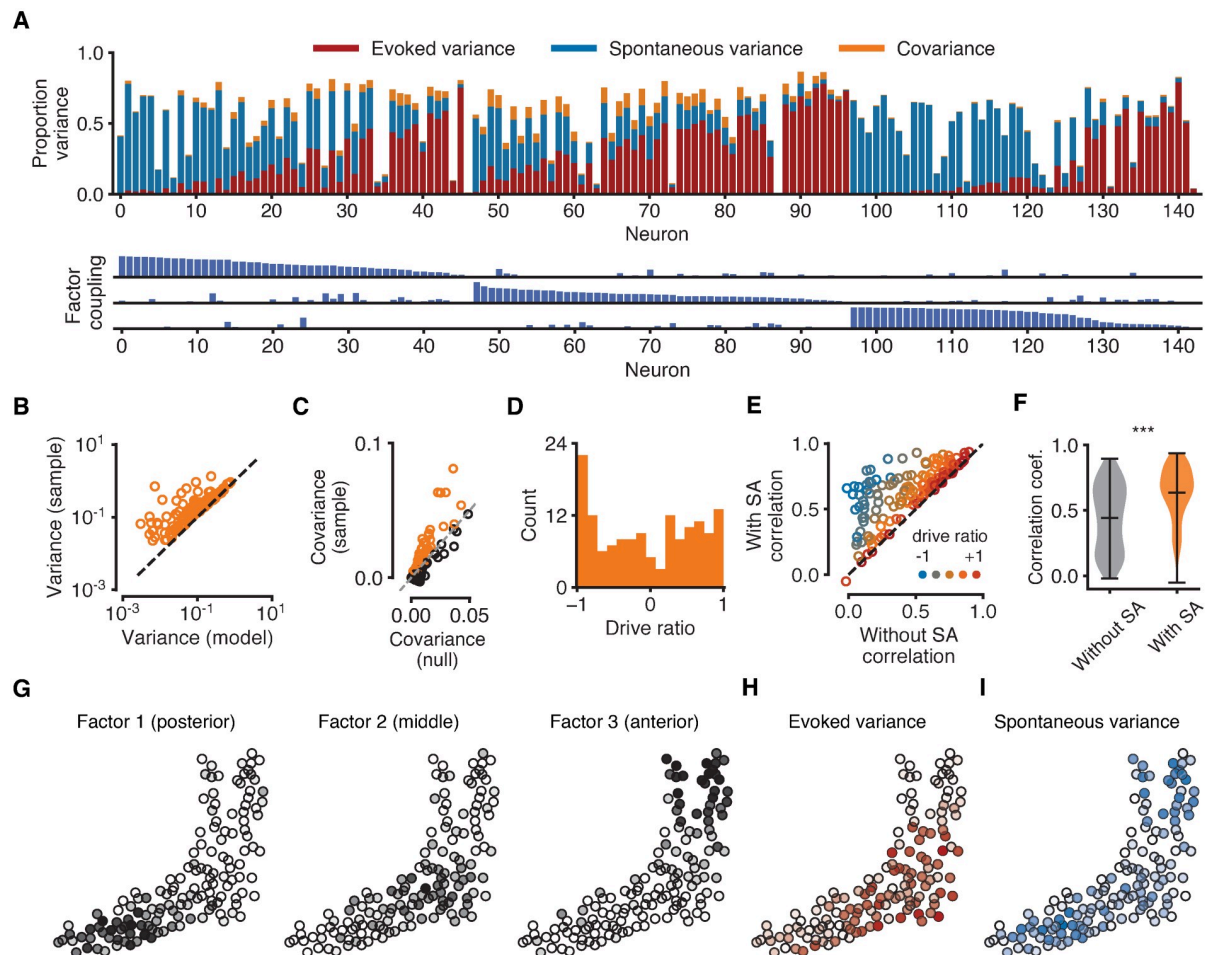 A
Evoked variance
Spontaneous variance
Covariance
Proportion
variance
1.0
0.5
0.0
0 10 20 30 40 50 60 70 80 90 100 110 120 130 140
Neuron
Factor
coupling
0 10 20 30 40 50 60 70 80 90 100 110 120 130 140
Neuron
B
Variance (sample)
10¹
10⁻¹
10⁻³
10⁻³ 10⁻¹ 10¹
Variance (model)
C
Covariance
(sample)
0.1
0.0
0.00 0.05
Covariance
(null)
D
Count
24
12
0
−1 0 1
Drive ratio
E
With SA
correlation
1.0
0.5
0.0
drive ratio
-1 +1
0.0 0.5 1.0
Without SA
correlation
F
***
Correlation coef.
1.0
0.5
0.0
Without SA
With SA
G
Factor 1 (posterior)
Factor 2 (middle)
Factor 3 (anterior)
H
Evoked variance
I
Spontaneous variance